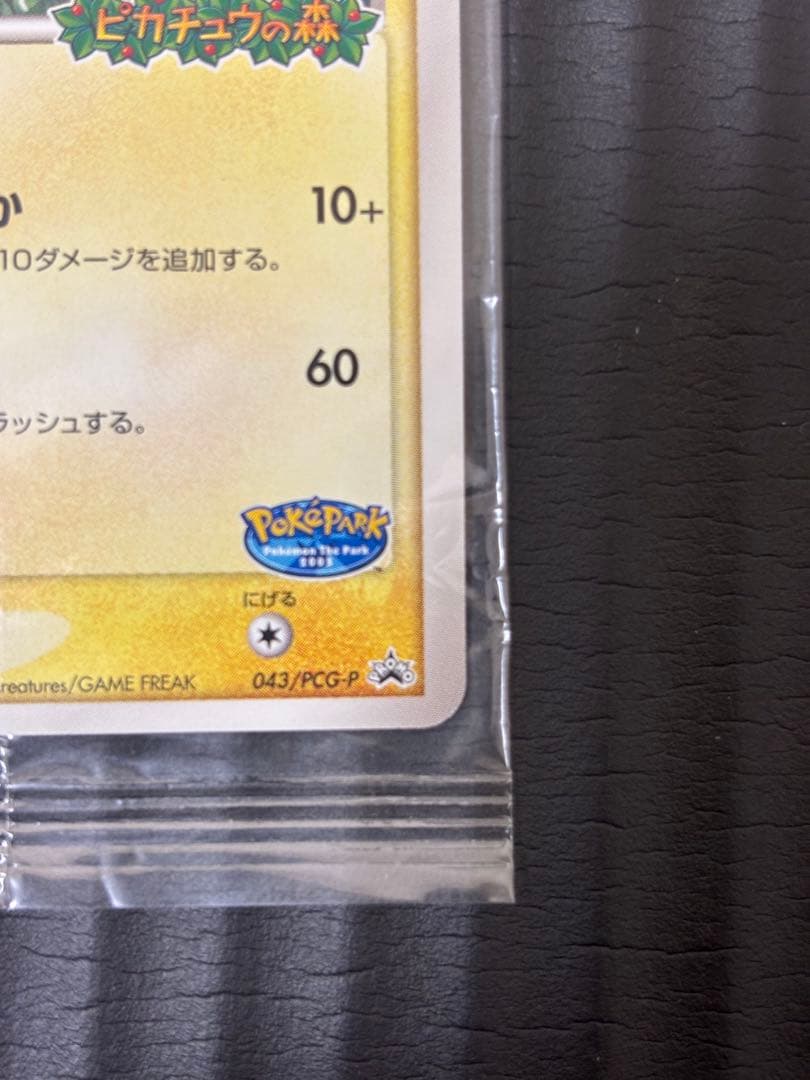 ピカチュウの森
か 10+
10ダメージを追加する。
60
ラッシュする。
POKéPARK
Pokémon The Park
2005
™
にげる
reatures/GAME FREAK 043/PCG-P PROMO